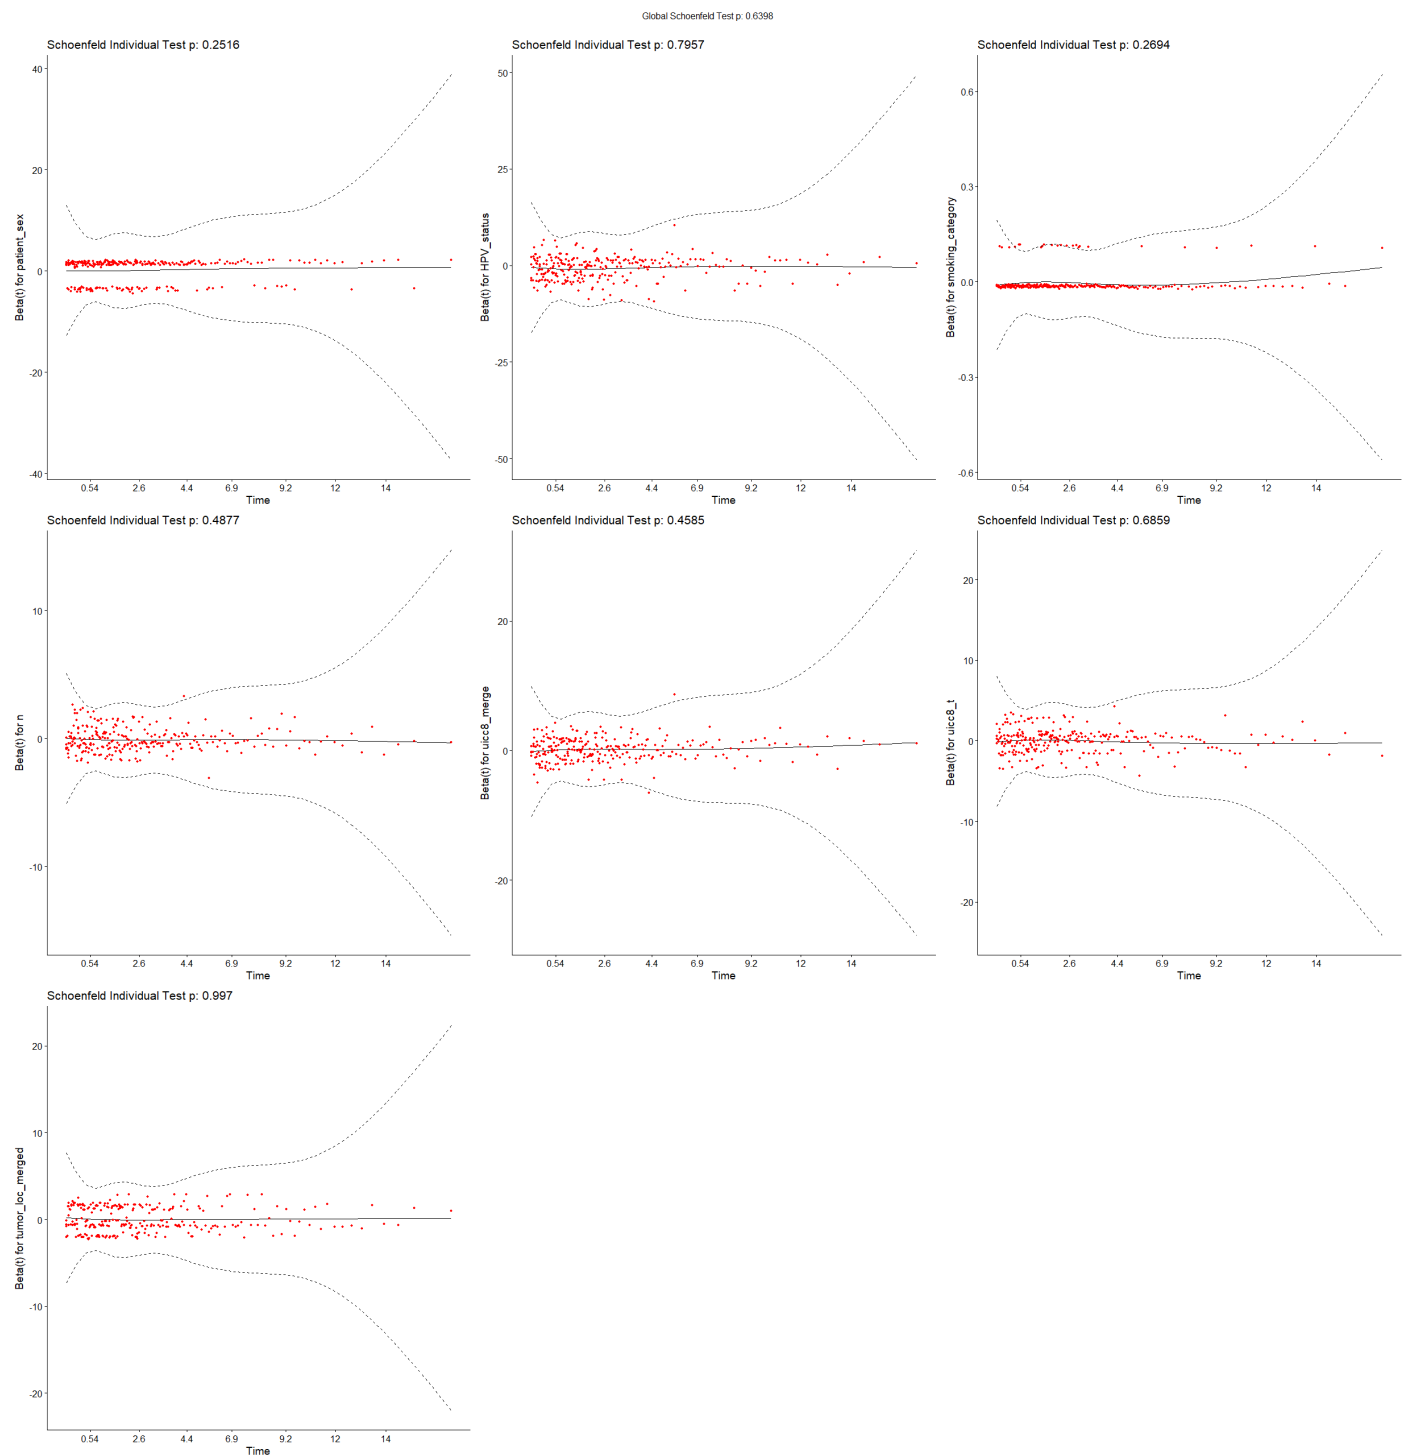 Global Schoenfeld Test p: 0.6398
Schoenfeld Individual Test p: 0.2516
40
20
0
-20
-40
Beta(t) for patient_sex
0.54 2.6 4.4 6.9 9.2 12 14
Time
Schoenfeld Individual Test p: 0.7957
50
25
0
-25
-50
Beta(t) for HPV_status
0.54 2.6 4.4 6.9 9.2 12 14
Time
Schoenfeld Individual Test p: 0.2694
0.6
0.3
0.0
-0.3
-0.6
Beta(t) for smoking_category
0.54 2.6 4.4 6.9 9.2 12 14
Time
Schoenfeld Individual Test p: 0.4877
10
0
-10
Beta(t) for n
0.54 2.6 4.4 6.9 9.2 12 14
Time
Schoenfeld Individual Test p: 0.4585
20
0
-20
Beta(t) for uicc8_merge
0.54 2.6 4.4 6.9 9.2 12 14
Time
Schoenfeld Individual Test p: 0.6859
20
10
0
-10
-20
Beta(t) for uicc8_t
0.54 2.6 4.4 6.9 9.2 12 14
Time
Schoenfeld Individual Test p: 0.997
20
10
0
-10
-20
Beta(t) for tumor_loc_merged
0.54 2.6 4.4 6.9 9.2 12 14
Time